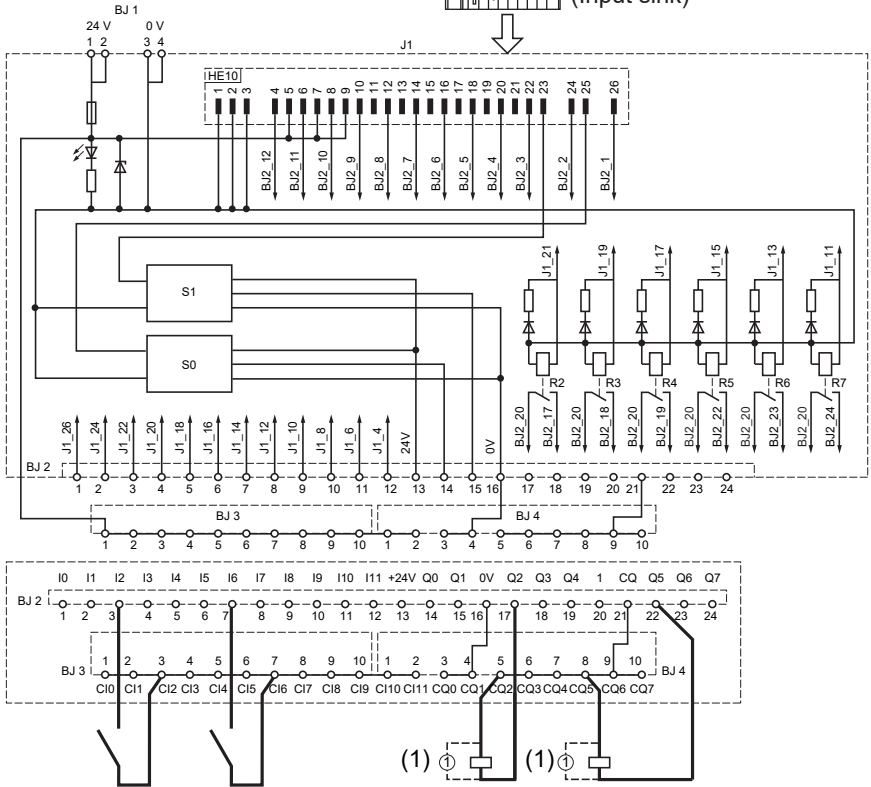 (input sink)
BJ 1
24 V 0 V
1 2 3 4
J1
HE10
1 2 3 4 5 6 7 8 9 10 11 12 13 14 15 16 17 18 19 20 21 22 23 24 25 26
BJ2_12 BJ2_11 BJ2_10 BJ2_9 BJ2_8 BJ2_7 BJ2_6 BJ2_5 BJ2_4 BJ2_3 BJ2_2 BJ2_1
J1_21 J1_19 J1_17 J1_15 J1_13 J1_11
S1
S0
R2 R3 R4 R5 R6 R7
BJ2_20 BJ2_17 BJ2_20 BJ2_18 BJ2_20 BJ2_19 BJ2_20 BJ2_22 BJ2_20 BJ2_23 BJ2_20 BJ2_24
J1_26 J1_24 J1_22 J1_20 J1_18 J1_16 J1_14 J1_12 J1_10 J1_8 J1_6 J1_4 24V 0V
BJ 2
1 2 3 4 5 6 7 8 9 10 11 12 13 14 15 16 17 18 19 20 21 22 23 24
BJ 3 BJ 4
1 2 3 4 5 6 7 8 9 10 1 2 3 4 5 6 7 8 9 10
I0 I1 I2 I3 I4 I5 I6 I7 I8 I9 I10 I11 +24V Q0 Q1 0V Q2 Q3 Q4 1 CQ Q5 Q6 Q7
BJ 2
1 2 3 4 5 6 7 8 9 10 11 12 13 14 15 16 17 18 19 20 21 22 23 24
1 2 3 4 5 6 7 8 9 10 1 2 3 4 5 6 7 8 9 10
BJ 3 BJ 4
CI0 CI1 CI2 CI3 CI4 CI5 CI6 CI7 CI8 CI9 CI10 CI11 CQ0 CQ1 CQ2 CQ3 CQ4 CQ5 CQ6 CQ7
(1) 1 (1) 1